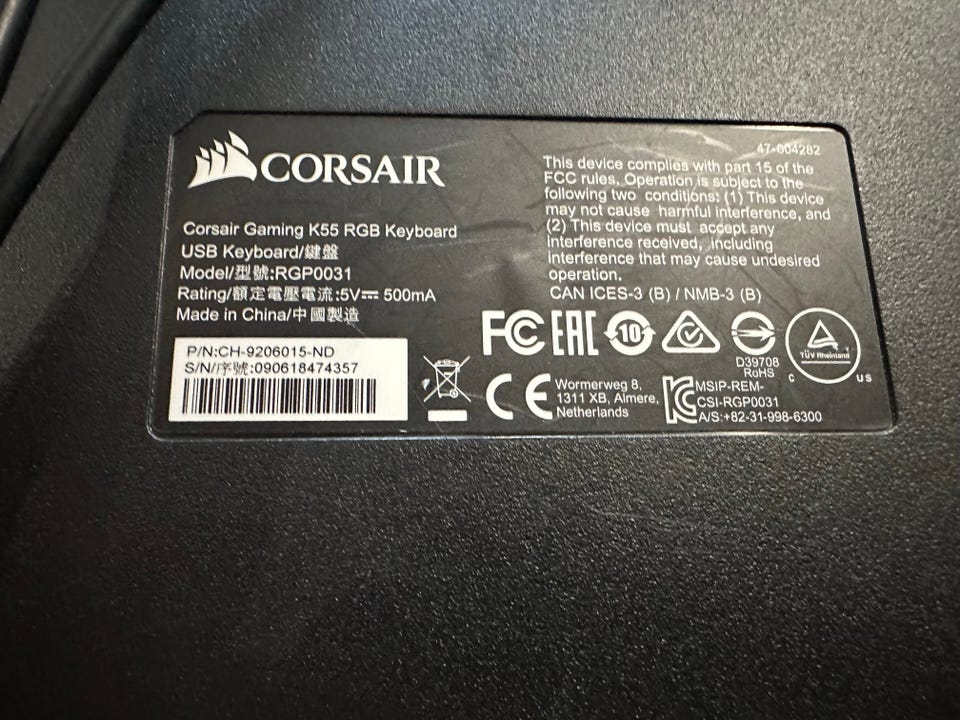 CORSAIR
Corsair Gaming K55 RGB Keyboard
USB Keyboard/鍵盤
Model/型號:RGP0031
Rating/額定電壓電流:5V⎓ 500mA
Made in China/中國製造
P/N:CH-9206015-ND
S/N/序號:090618474357
47-004282
This device complies with part 15 of the
FCC rules. Operation is subject to the
following two conditions: (1) This device
may not cause harmful interference, and
(2) This device must accept any
interference received, including
interference that may cause undesired
operation.
CAN ICES-3 (B) / NMB-3 (B)
FC EAC 10
D39708
RoHS
TÜV Rheinland
C US
CE
Wormerweg 8,
1311 XB, Almere,
Netherlands
MSIP-REM-
CSI-RGP0031
A/S:+82-31-998-6300